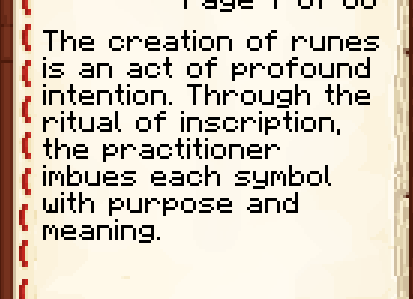 The creation of runes
is an act of profound
intention. Through the
ritual of inscription,
the practitioner
imbues each symbol
with purpose and
meaning.